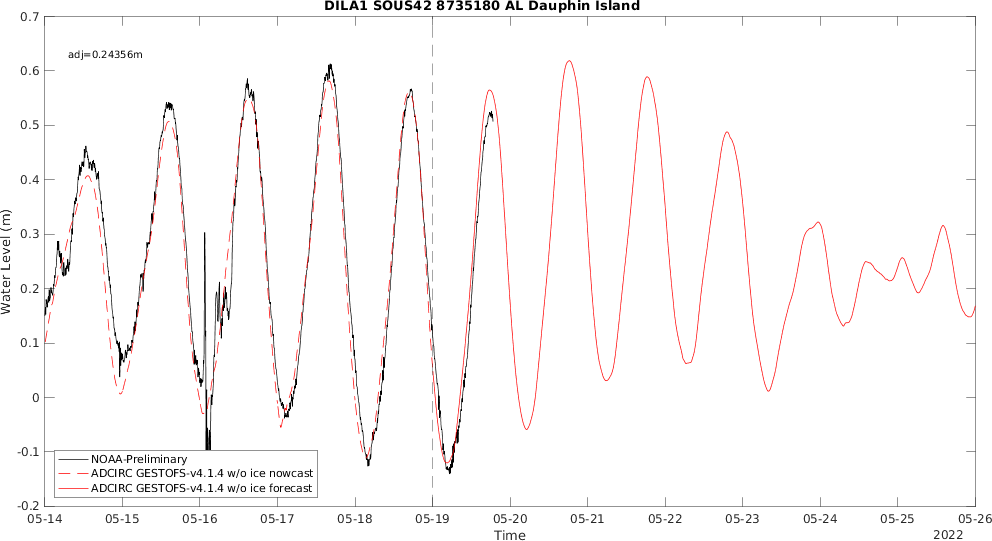 DILA1 SOUS42 8735180 AL Dauphin Island
adj=0.24356m
Water Level (m)
0.7
0.6
0.5
0.4
0.3
0.2
0.1
0
-0.1
-0.2
NOAA-Preliminary
ADCIRC GESTOFS-v4.1.4 w/o ice nowcast
ADCIRC GESTOFS-v4.1.4 w/o ice forecast
05-14 05-15 05-16 05-17 05-18 05-19 05-20 05-21 05-22 05-23 05-24 05-25 05-26
Time
2022